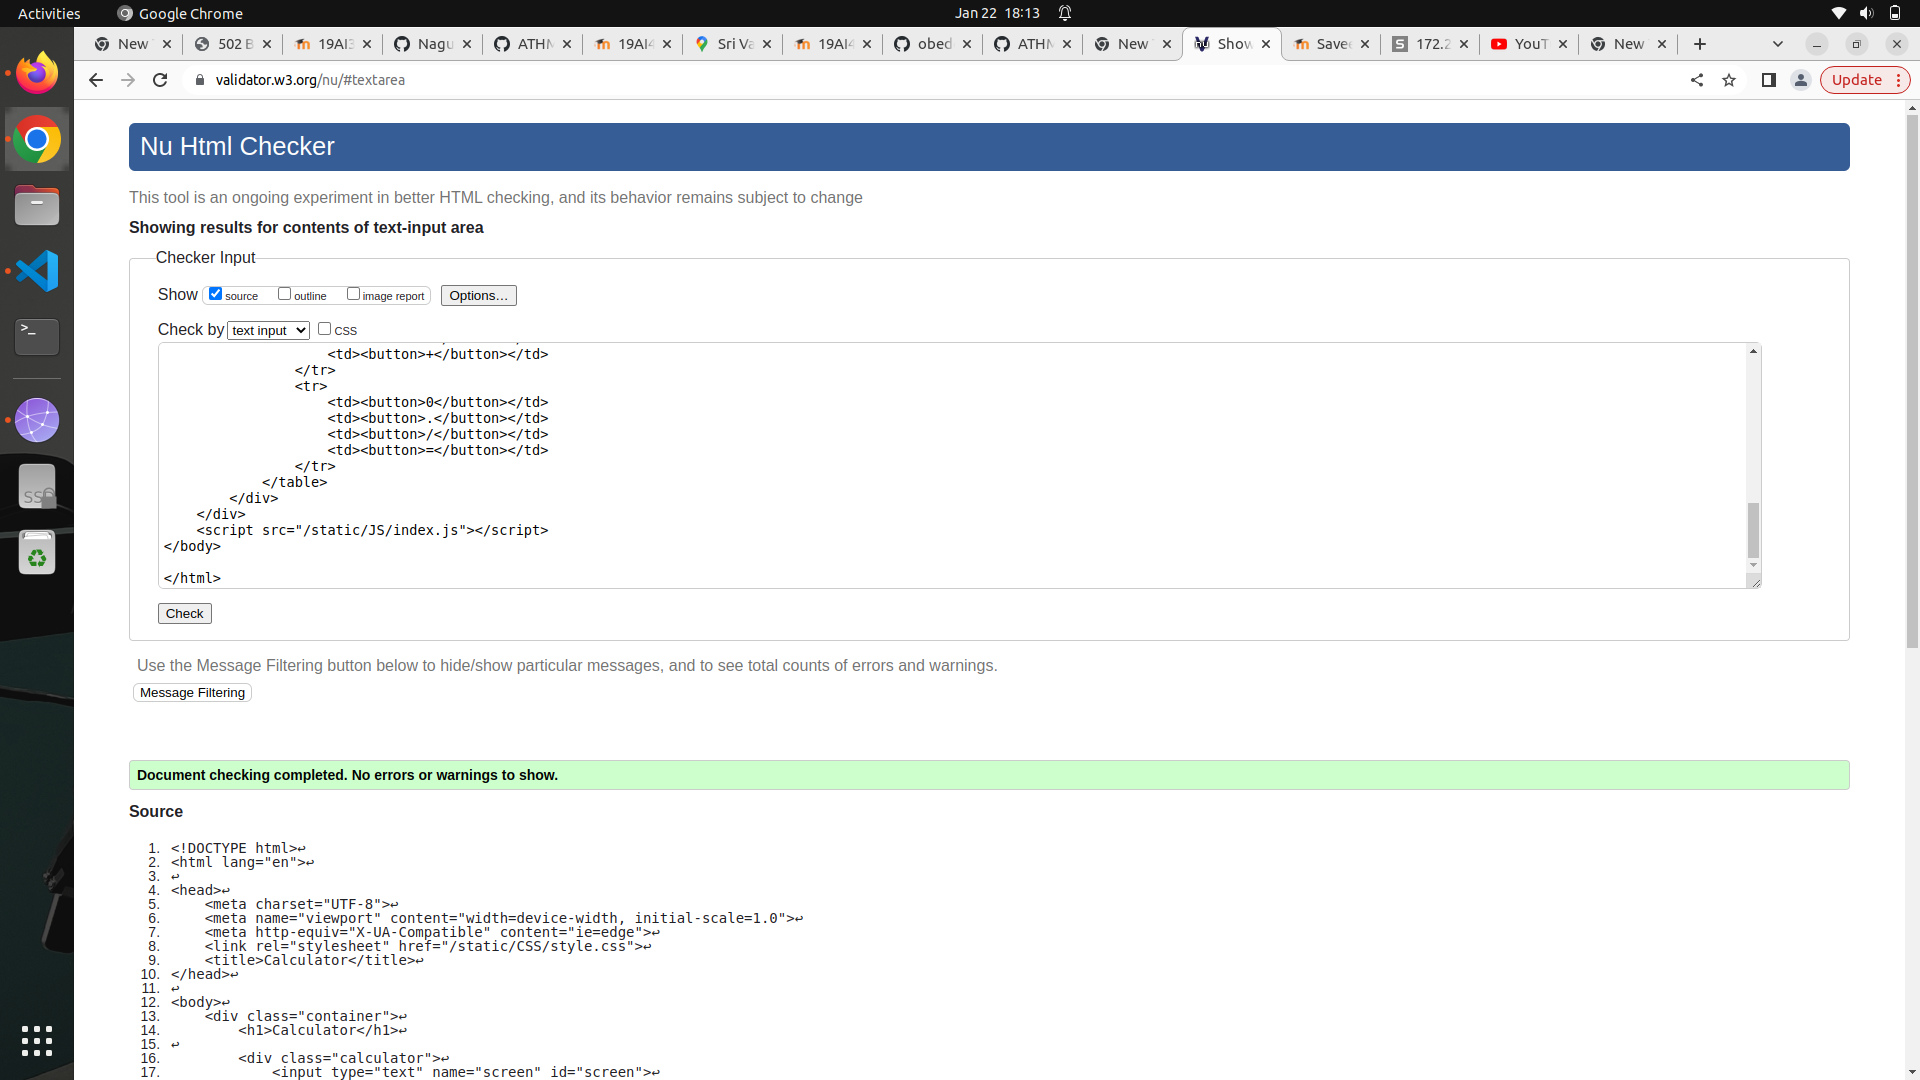 Activities Google Chrome Jan 22 18:13
New 502 B 19AI3 Nagu ATHM 19AI4 Sri Va 19AI4 obed ATHM New Show Savee 172.2 YouT New
validator.w3.org/nu/#textarea Update
Nu Html Checker
This tool is an ongoing experiment in better HTML checking, and its behavior remains subject to change
Showing results for contents of text-input area
Checker Input
Show source outline image report Options...
Check by text input CSS
<td><button>+</button></td>
</tr>
<tr>
<td><button>0</button></td>
<td><button>.</button></td>
<td><button>/</button></td>
<td><button>=</button></td>
</tr>
</table>
</div>
</div>
<script src="/static/JS/index.js"></script>
</body>
</html>
Check
Use the Message Filtering button below to hide/show particular messages, and to see total counts of errors and warnings.
Message Filtering
Document checking completed. No errors or warnings to show.
Source
1. <!DOCTYPE html>↩
2. <html lang="en">↩
3. ↩
4. <head>↩
5. <meta charset="UTF-8">↩
6. <meta name="viewport" content="width=device-width, initial-scale=1.0">↩
7. <meta http-equiv="X-UA-Compatible" content="ie=edge">↩
8. <link rel="stylesheet" href="/static/CSS/style.css">↩
9. <title>Calculator</title>↩
10. </head>↩
11. ↩
12. <body>↩
13. <div class="container">↩
14. <h1>Calculator</h1>↩
15. ↩
16. <div class="calculator">↩
17. <input type="text" name="screen" id="screen">↩